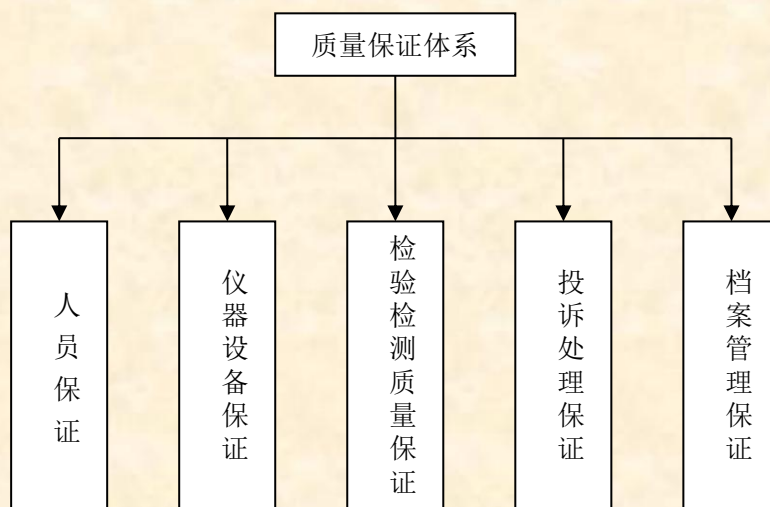 质量保证体系
人员保证
仪器设备保证
检验检测质量保证
投诉处理保证
档案管理保证